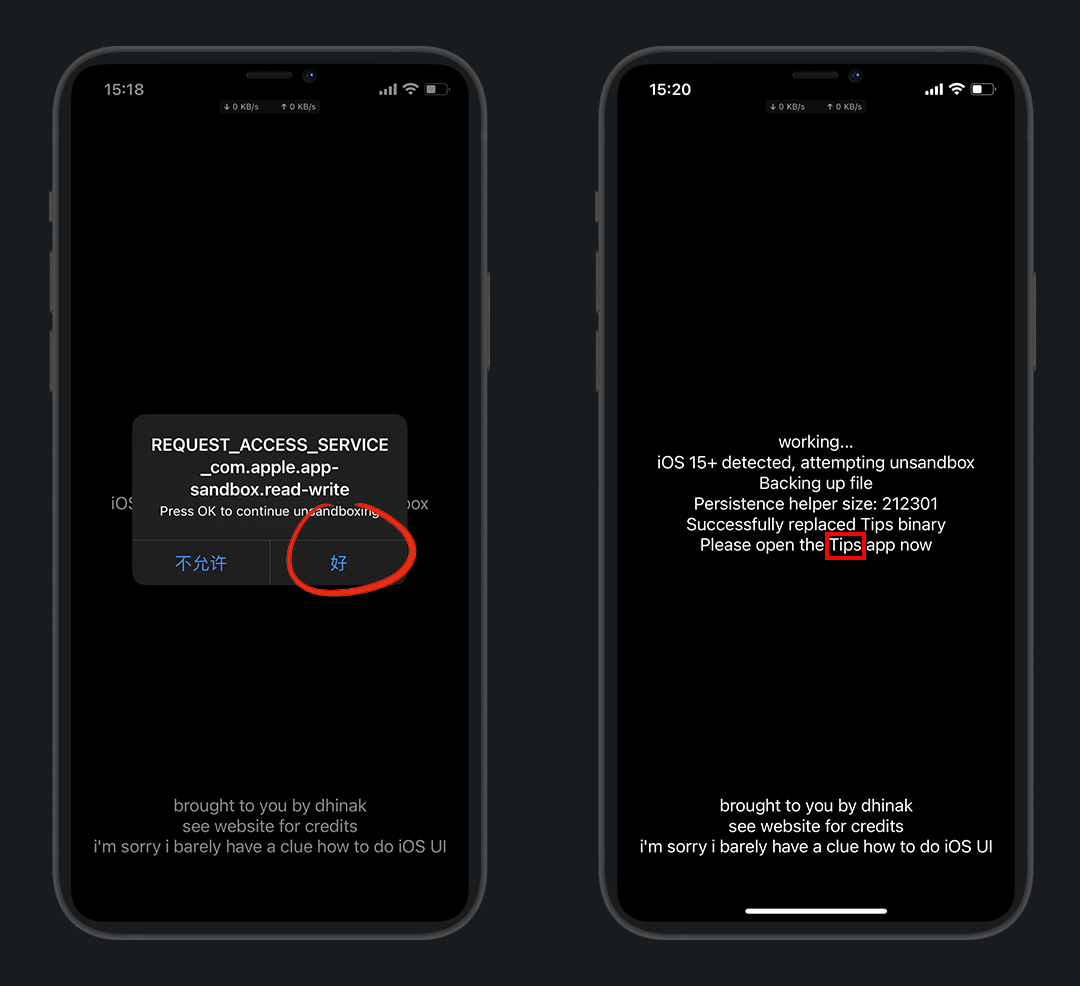 15:18
↓ 0 KB/s ↑ 0 KB/s
REQUEST_ACCESS_SERVICE
_com.apple.app-
sandbox.read-write
Press OK to continue unsandboxing
iOS
box
不允许 好
brought to you by dhinak
see website for credits
i'm sorry i barely have a clue how to do iOS UI
15:20
↓ 0 KB/s ↑ 0 KB/s
working...
iOS 15+ detected, attempting unsandbox
Backing up file
Persistence helper size: 212301
Successfully replaced Tips binary
Please open the Tips app now
brought to you by dhinak
see website for credits
i'm sorry i barely have a clue how to do iOS UI